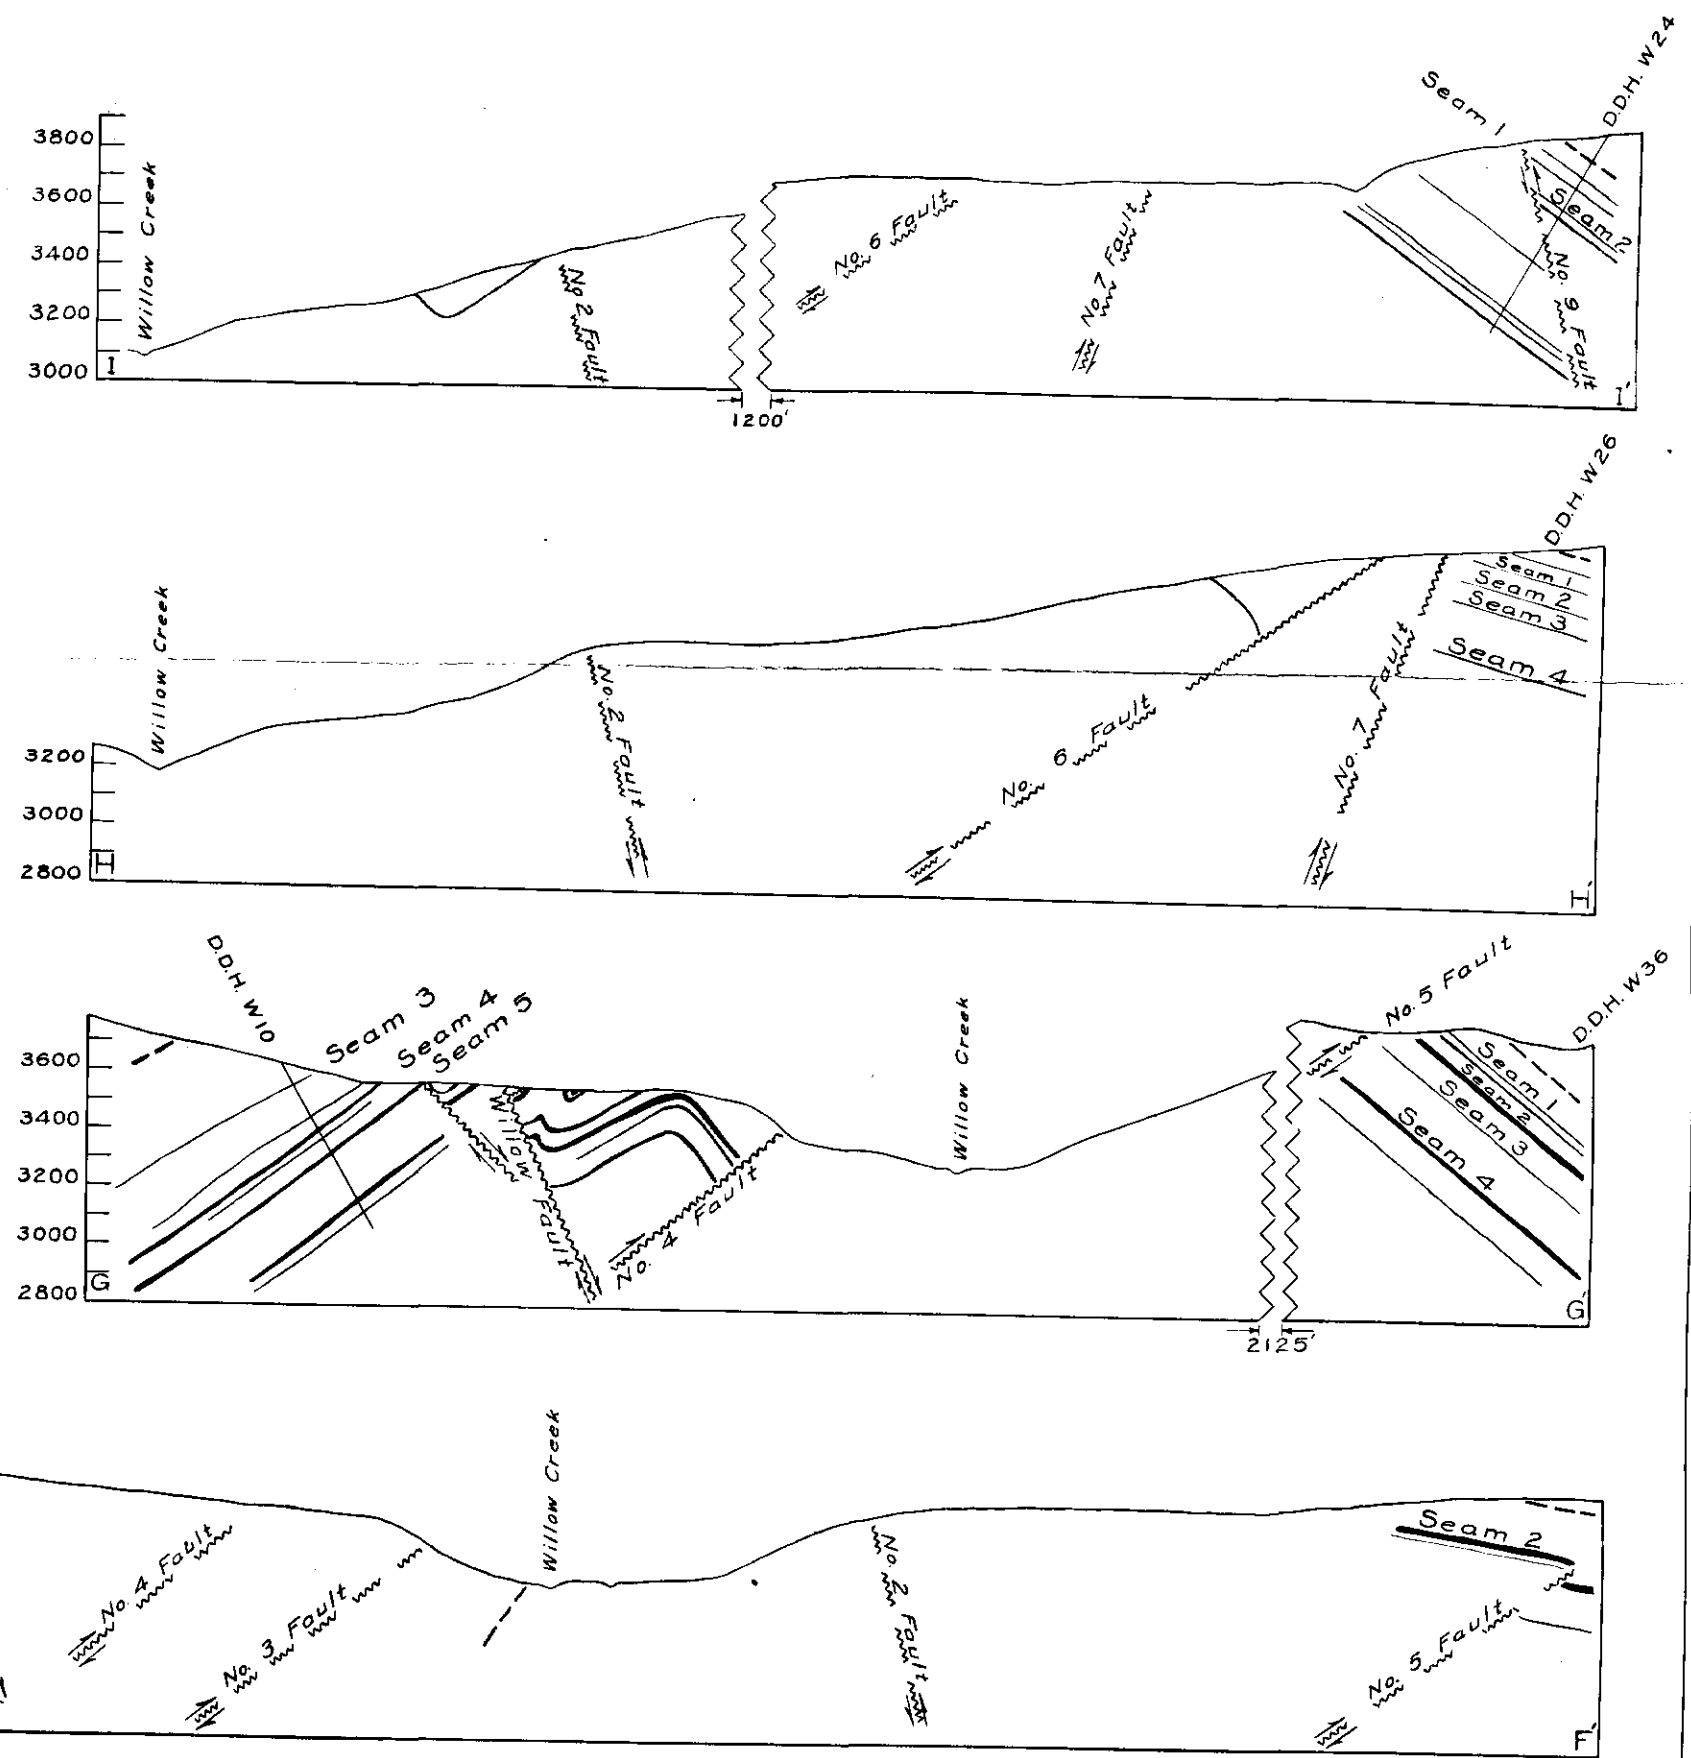 3800
3600
3400
3200
3000
Willow Creek
I
No 2 Fault
1200'
No. 6 Fault
No. 7 Fault
Seam 1
D.D.H. W24
Seam 2
No. 9 Fault
I'
3200
3000
2800
Willow Creek
H
No. 2 Fault
No. 6 Fault
No. 7 Fault
D.D.H. W26
Seam 1
Seam 2
Seam 3
Seam 4
H'
3600
3400
3200
3000
2800
D.D.H. W10
Seam 3
Seam 4
Seam 5
G
Willow Fault
No. 4 Fault
Willow Creek
2125'
No. 5 Fault
D.D.H. W36
Seam 1
Seam 2
Seam 3
Seam 4
G'
No. 4 Fault
No. 3 Fault
Willow Creek
No. 2 Fault
Seam 2
No. 5 Fault
F'